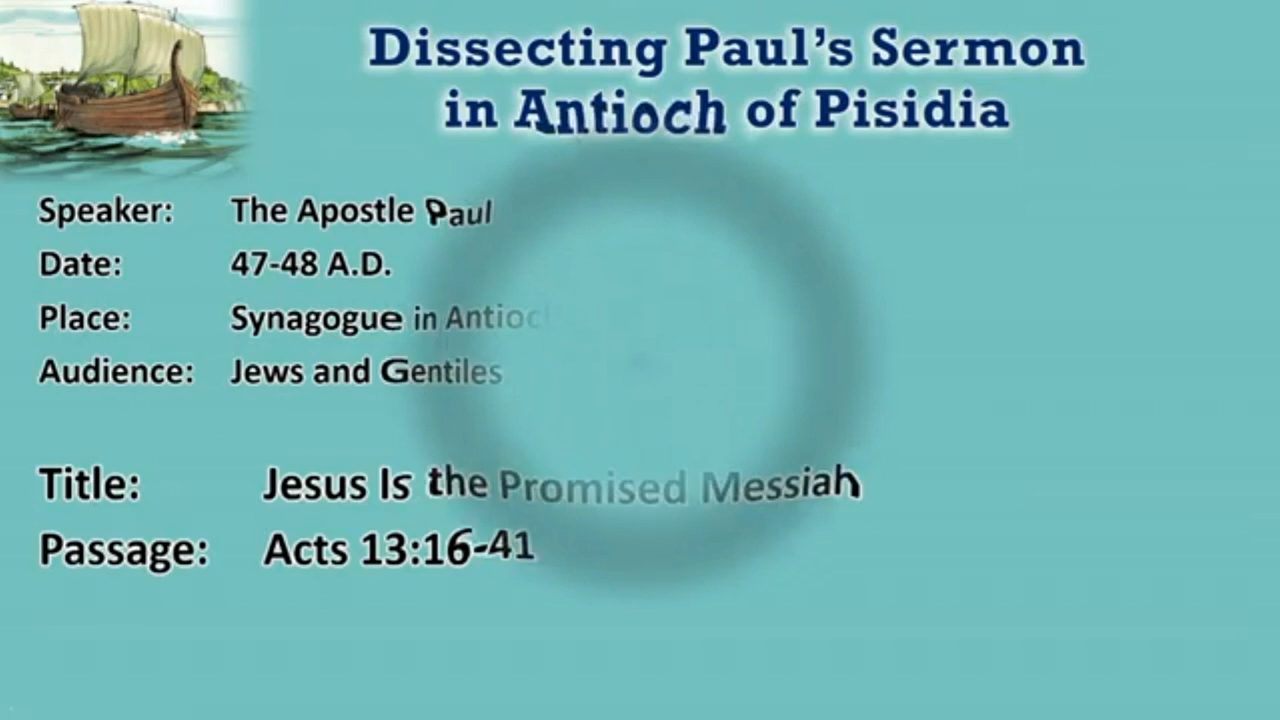 Dissecting Paul's Sermon
in Antioch of Pisidia
Speaker: The Apostle Paul
Date: 47-48 A.D.
Place: Synagogue in Antioch
Audience: Jews and Gentiles
Title: Jesus Is the Promised Messiah
Passage: Acts 13:16-41